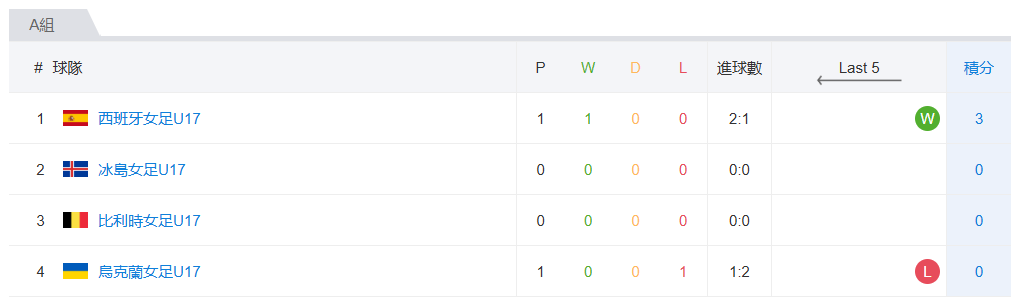 A組
# 球隊 P W D L 進球數 Last 5 積分
1 西班牙女足U17 1 1 0 0 2:1 W 3
2 冰島女足U17 0 0 0 0 0:0 0
3 比利時女足U17 0 0 0 0 0:0 0
4 烏克蘭女足U17 1 0 0 1 1:2 L 0